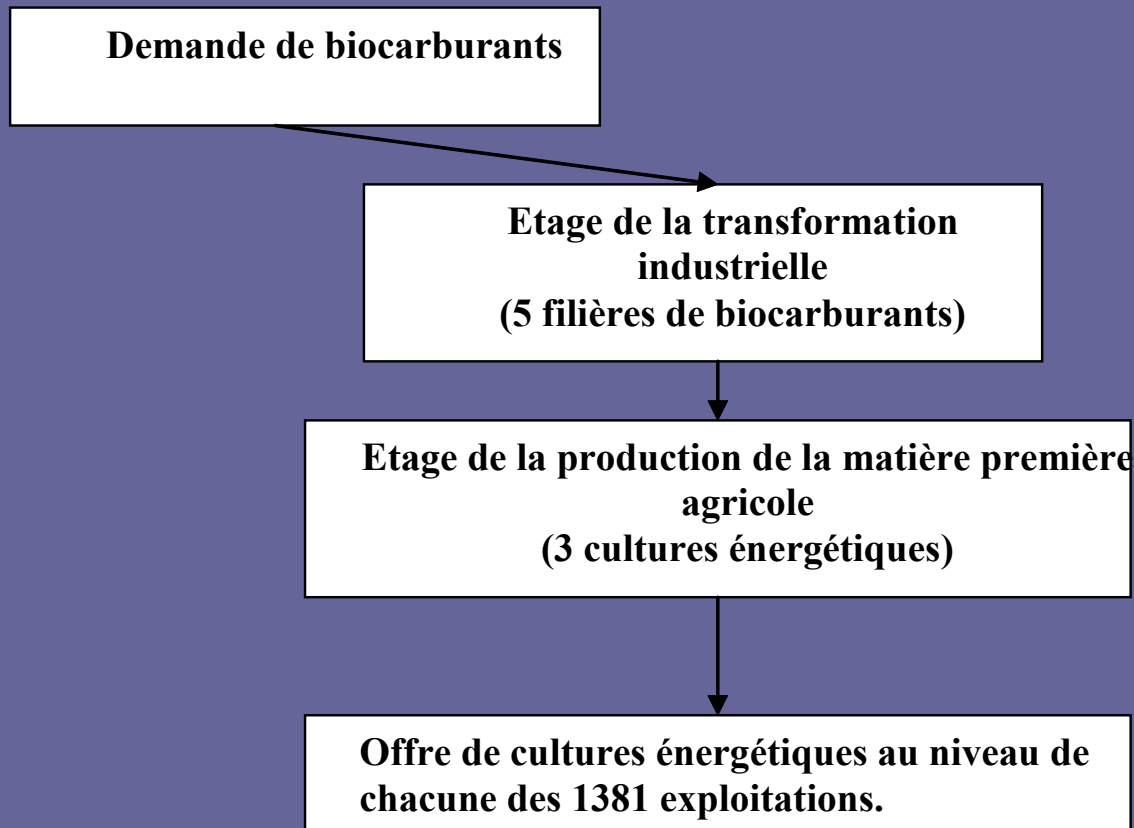 Demande de biocarburants
Etage de la transformation
industrielle
(5 filières de biocarburants)
Etage de la production de la matière première
agricole
(3 cultures énergétiques)
Offre de cultures énergétiques au niveau de
chacune des 1381 exploitations.